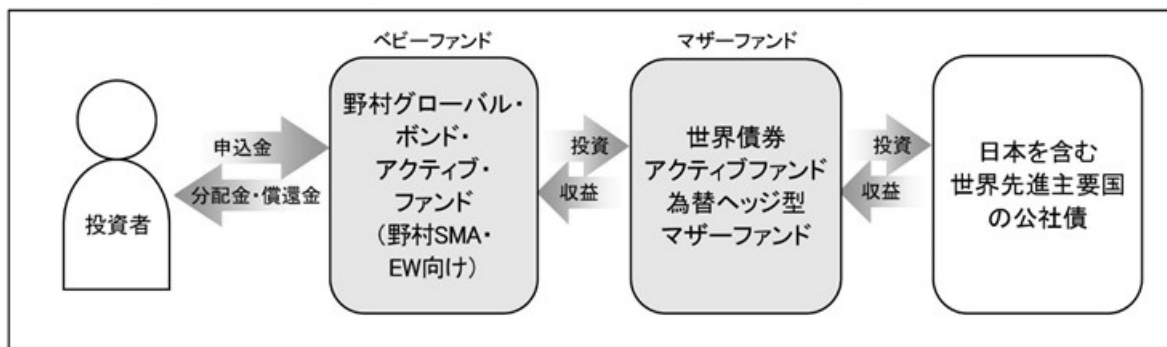 ベビーファンド
マザーファンド
投資者
申込金
分配金・償還金
野村グローバル・
ボンド・
アクティブ・
ファンド
(野村SMA・
EW向け)
投資
収益
世界債券
アクティブファンド
為替ヘッジ型
マザーファンド
投資
収益
日本を含む
世界先進主要国
の公社債